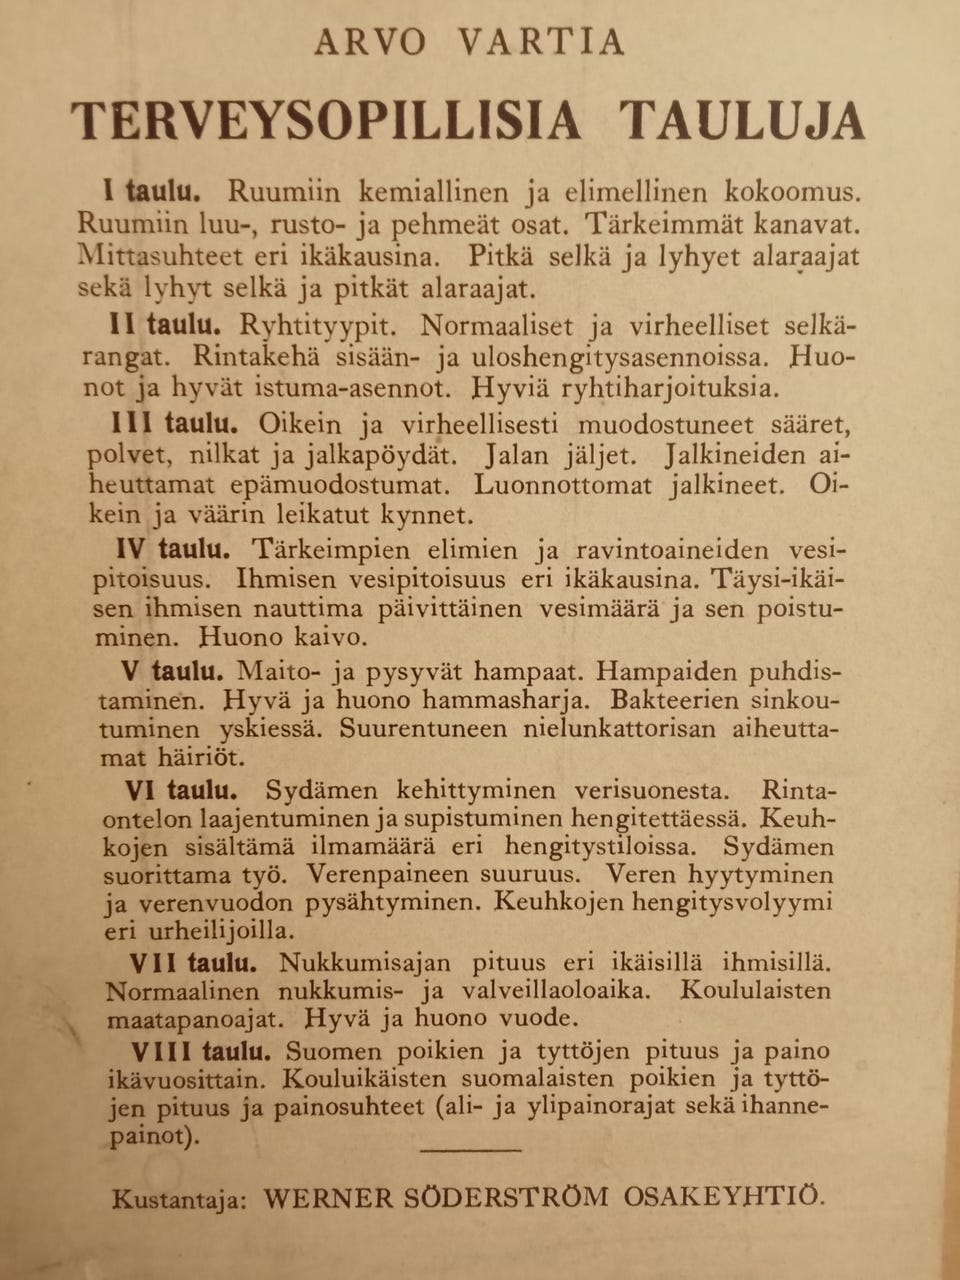 ARVO VARTIA
TERVEYSOPILLISIA TAULUJA
I taulu. Ruumiin kemiallinen ja elimellinen kokoomus.
Ruumiin luu-, rusto- ja pehmeät osat. Tärkeimmät kanavat.
Mittasuhteet eri ikäkausina. Pitkä selkä ja lyhyet alaraajat
sekä lyhyt selkä ja pitkät alaraajat.
II taulu. Ryhtityypit. Normaaliset ja virheelliset selkä-
rangat. Rintakehä sisään- ja uloshengitysasennoissa. Huo-
not ja hyvät istuma-asennot. Hyviä ryhtiharjoituksia.
III taulu. Oikein ja virheellisesti muodostuneet sääret,
polvet, nilkat ja jalkapöydät. Jalan jäljet. Jalkineiden ai-
heuttamat epämuodostumat. Luonnottomat jalkineet. Oi-
kein ja väärin leikatut kynnet.
IV taulu. Tärkeimpien elimien ja ravintoaineiden vesi-
pitoisuus. Ihmisen vesipitoisuus eri ikäkausina. Täysi-ikäi-
sen ihmisen nauttima päivittäinen vesimäärä ja sen poistu-
minen. Huono kaivo.
V taulu. Maito- ja pysyvät hampaat. Hampaiden puhdis-
taminen. Hyvä ja huono hammasharja. Bakteerien sinkou-
tuminen yskiessä. Suurentuneen nielunkattorisan aiheutta-
mat häiriöt.
VI taulu. Sydämen kehittyminen verisuonesta. Rinta-
ontelon laajentuminen ja supistuminen hengitettäessä. Keuh-
kojen sisältämä ilmamäärä eri hengitystiloissa. Sydämen
suorittama työ. Verenpaineen suuruus. Veren hyytyminen
ja verenvuodon pysähtyminen. Keuhkojen hengitysvolyymi
eri urheilijoilla.
VII taulu. Nukkumisajan pituus eri ikäisillä ihmisillä.
Normaalinen nukkumis- ja valveillaoloaika. Koululaisten
maatapanoajat. Hyvä ja huono vuode.
VIII taulu. Suomen poikien ja tyttöjen pituus ja paino
ikävuosittain. Kouluikäisten suomalaisten poikien ja tyttö-
jen pituus ja painosuhteet (ali- ja ylipainorajat sekä ihanne-
painot).
Kustantaja: WERNER SÖDERSTRÖM OSAKEYHTIÖ.